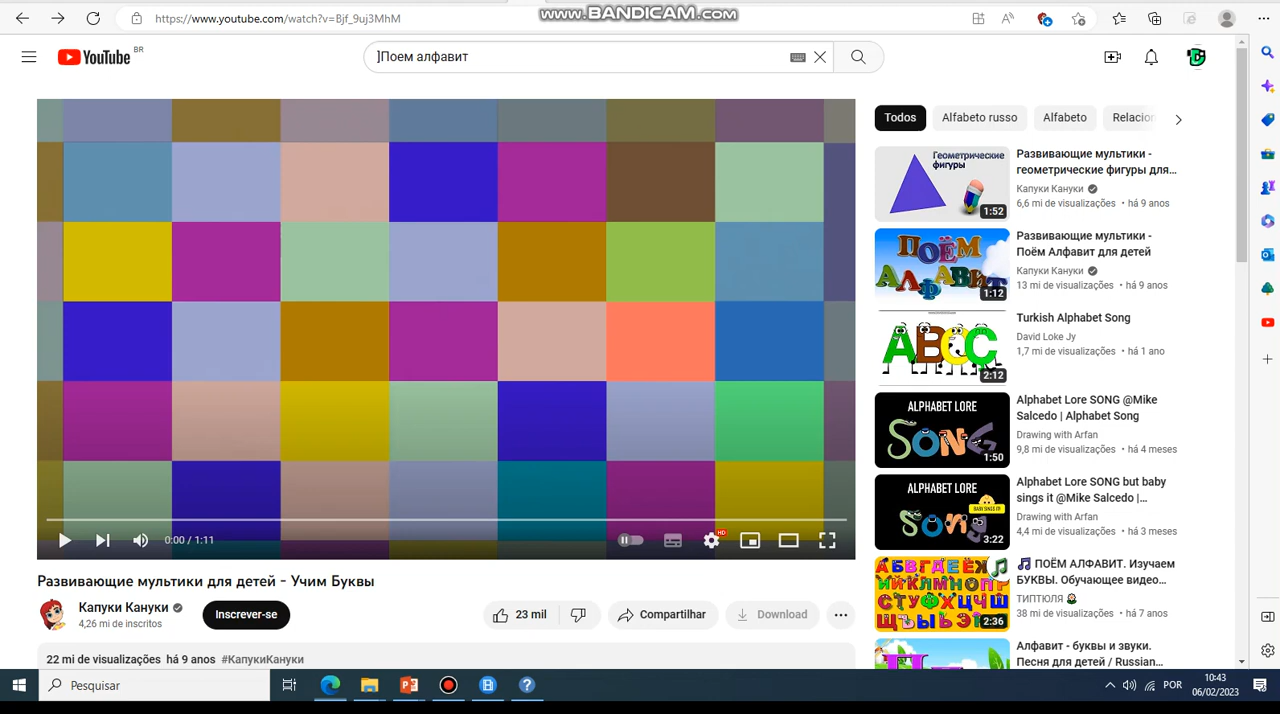 www.BANDICAM.com
https://www.youtube.com/watch?v=Bjf_9uj3MhM
YouTube BR
]Поем алфавит
Todos Alfabeto russo Alfabeto Relacion
Геометрические
фигуры
1:52
Развивающие мультики -
геометрические фигуры для...
Капуки Кануки
6,6 mi de visualizações • há 9 anos
ПОЁМ
АЛФАВИТ
1:12
Развивающие мультики -
Поём Алфавит для детей
Капуки Кануки
13 mi de visualizações • há 9 anos
ABCÇ
2:12
Turkish Alphabet Song
David Loke Jy
1,7 mi de visualizações • há 1 ano
ALPHABET LORE
SONG
1:50
Alphabet Lore SONG @Mike
Salcedo | Alphabet Song
Drawing with Arfan
9,8 mi de visualizações • há 4 meses
ALPHABET LORE
Song
BABY SINGS IT!
3:22
Alphabet Lore SONG but baby
sings it @Mike Salcedo |...
Drawing with Arfan
4,4 mi de visualizações • há 3 meses
2:36
ПОЁМ АЛФАВИТ. Изучаем
БУКВЫ. Обучающее видео...
ТИПТЮЛЯ
38 mi de visualizações • há 7 anos
Алфавит - буквы и звуки.
Песня для детей / Russian...
0:00 / 1:11
HD
Развивающие мультики для детей - Учим Буквы
Капуки Кануки
4,26 mi de inscritos
Inscrever-se
23 mil
Compartilhar
Download
22 mi de visualizações há 9 anos #КапукиКануки
Pesquisar
POR
10:43
06/02/2023